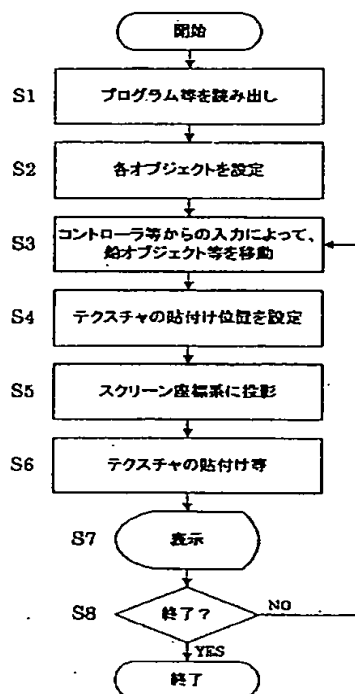 開始
S1 プログラム等を読み出し
S2 各オブジェクトを設定
S3 コントローラ等からの入力によって、
船オブジェクト等を移動
S4 テクスチャの貼付け位置を設定
S5 スクリーン座標系に投影
S6 テクスチャの貼付け等
S7 表示
S8 終了? NO
YES
終了